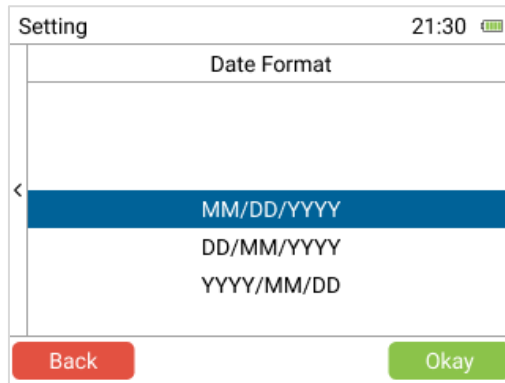 Setting 21:30
Date Format
<
MM/DD/YYYY
DD/MM/YYYY
YYYY/MM/DD
Back Okay